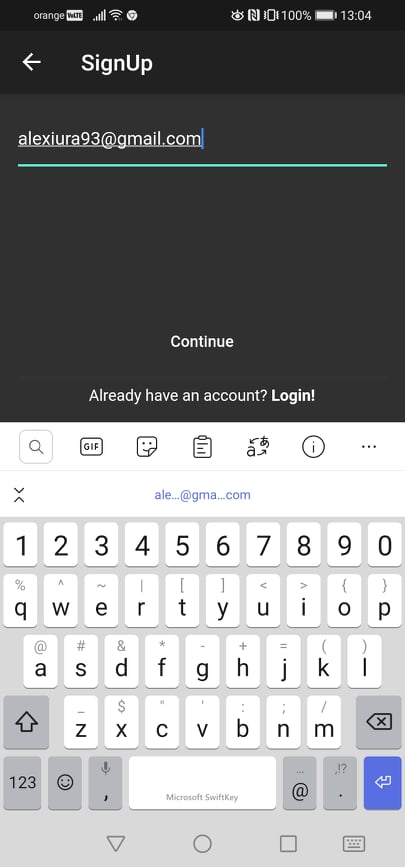 orange VoLTE 100% 13:04
SignUp
alexiura93@gmail.com
Continue
Already have an account? Login!
GIF
ale...@gma...com
1 2 3 4 5 6 7 8 9 0
% ^ ~ | [ ] < > { }
q w e r t y u i o p
@ # & * - + = ( )
a s d f g h j k l
_ $ " ' : ; /
z x c v b n m
... ,!?
123 , Microsoft SwiftKey @ .